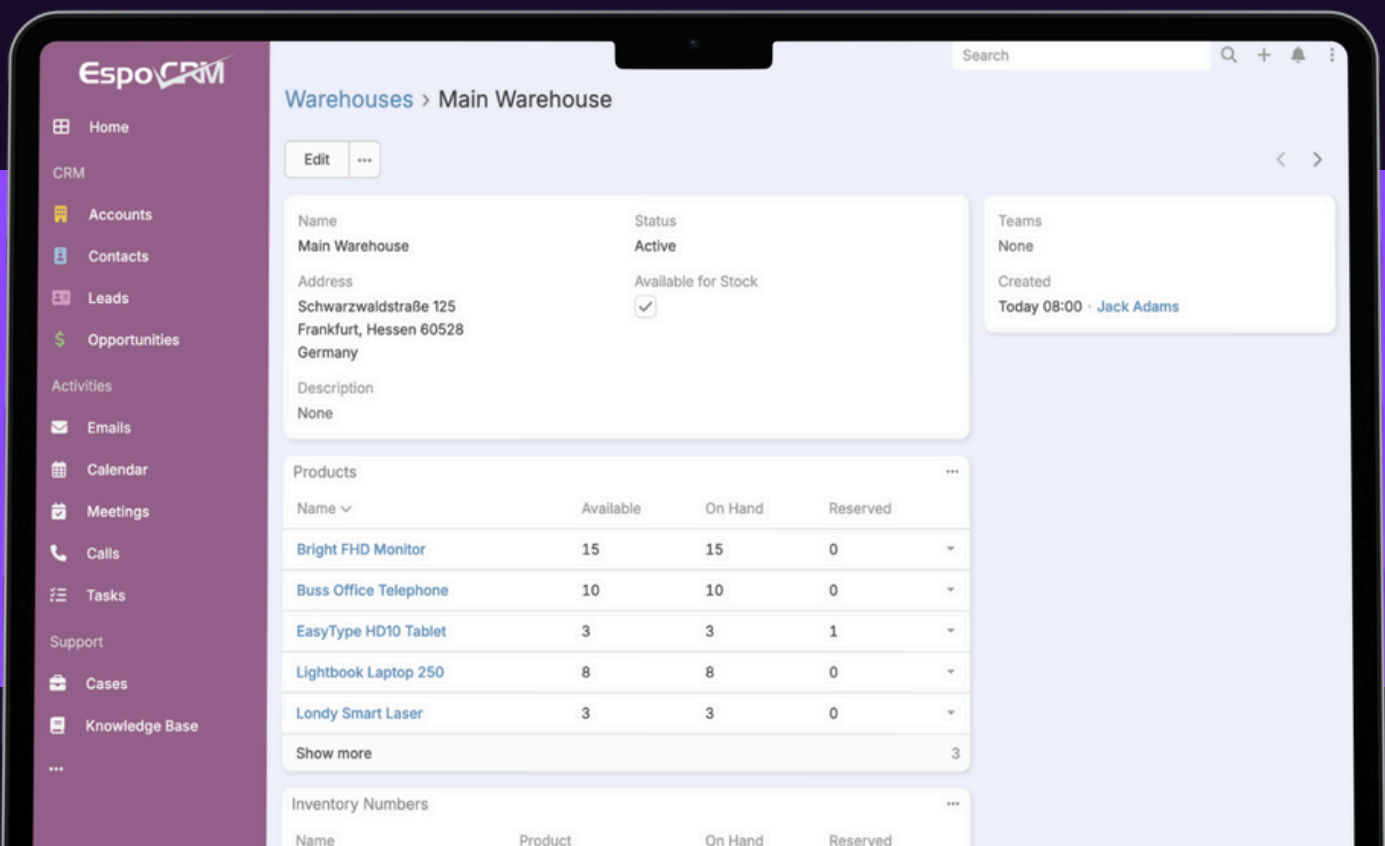 EspoCRM
Search
Warehouses › Main Warehouse
Home
Edit ...
CRM
Accounts
Contacts
Leads
Opportunities
Activities
Emails
Calendar
Meetings
Calls
Tasks
Support
Cases
Knowledge Base
...
Name Status
Main Warehouse Active
Address Available for Stock
Schwarzwaldstraße 125
Frankfurt, Hessen 60528
Germany
Description
None
Teams
None
Created
Today 08:00 · Jack Adams
Products ...
Name Available On Hand Reserved
Bright FHD Monitor 15 15 0
Buss Office Telephone 10 10 0
EasyType HD10 Tablet 3 3 1
Lightbook Laptop 250 8 8 0
Londy Smart Laser 3 3 0
Show more 3
Inventory Numbers ...
Name Product On Hand Reserved